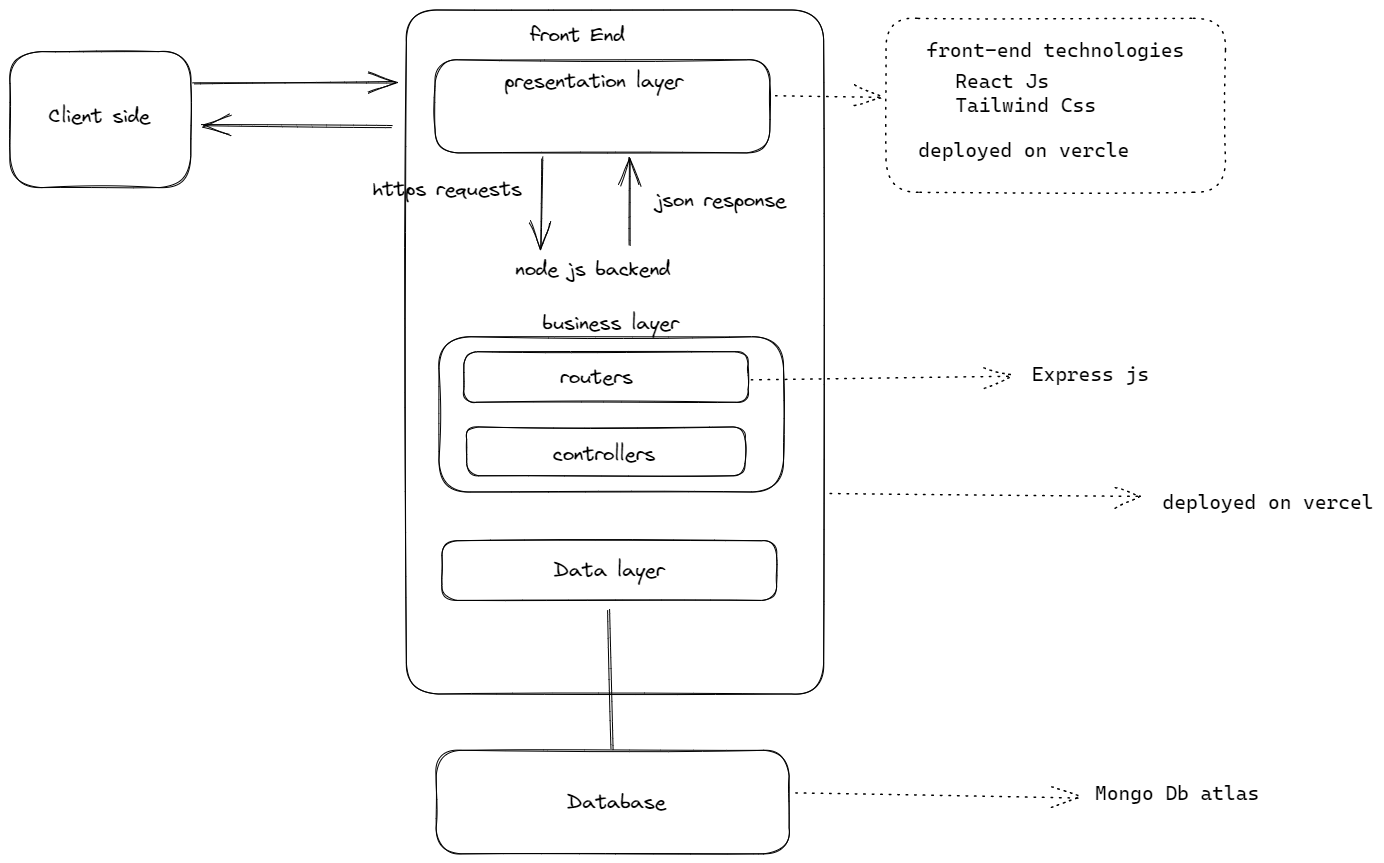 front End
Client side
presentation layer
front-end technologies
React Js
Tailwind Css
deployed on vercle
https requests
json response
node js backend
business layer
routers
Express js
controllers
deployed on vercel
Data layer
Database
Mongo Db atlas